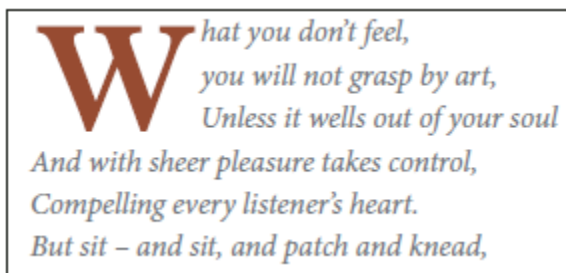 What you don’t feel,
you will not grasp by art,
Unless it wells out of your soul
And with sheer pleasure takes control,
Compelling every listener’s heart.
But sit – and sit, and patch and knead,